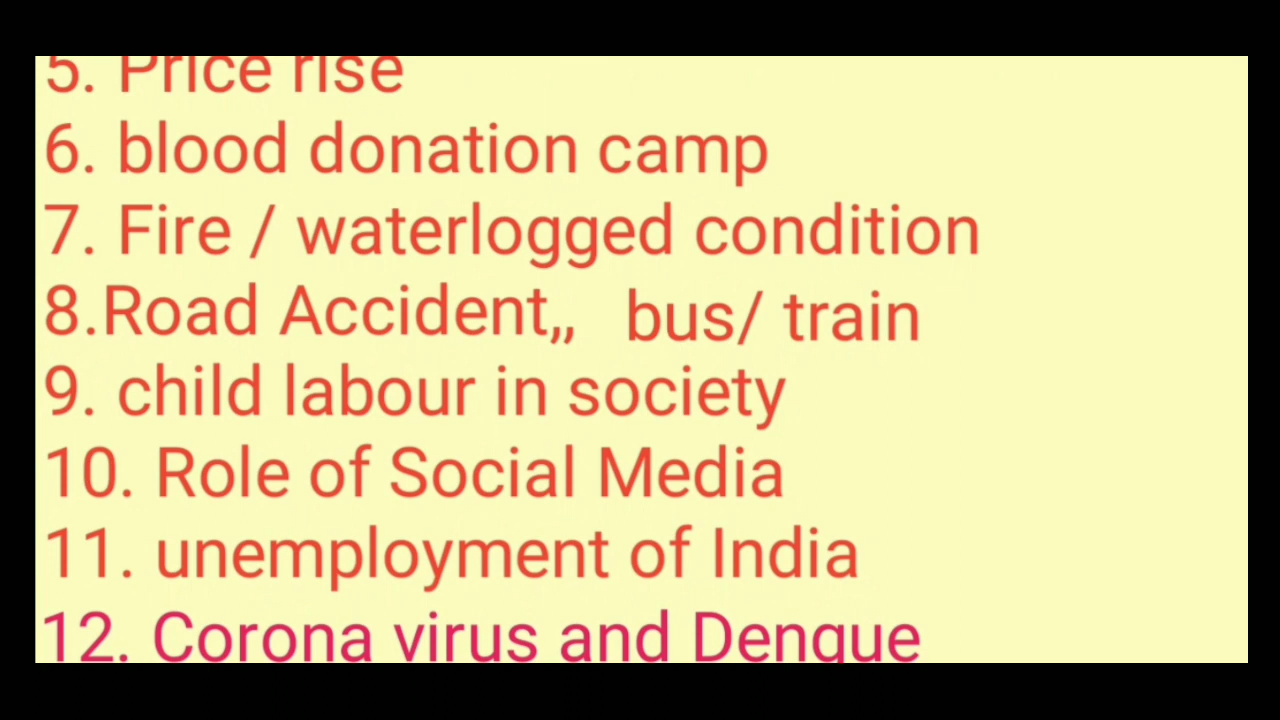 5. Price rise
6. blood donation camp
7. Fire / waterlogged condition
8.Road Accident,, bus/ train
9. child labour in society
10. Role of Social Media
11. unemployment of India
12. Corona virus and Dengue